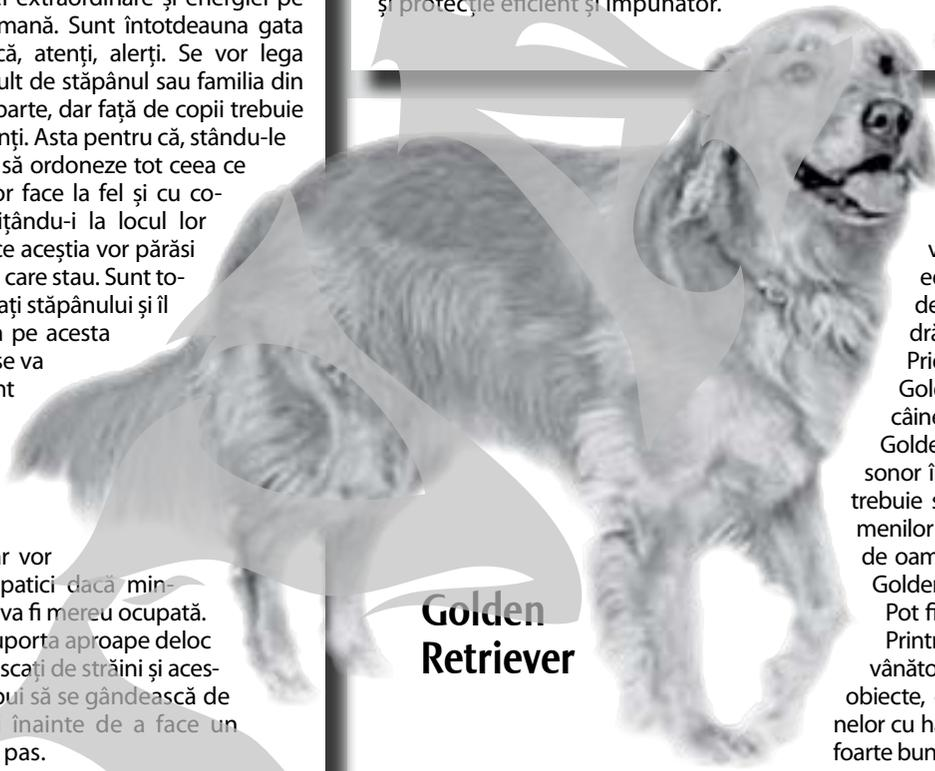 extraordinare și energiei pe
mană. Sunt întotdeauna gata
că, atenți, alerți. Se vor lega
ult de stăpânul sau familia din
parte, dar față de copii trebuie
nți. Asta pentru că, stându-le
să ordoneze tot ceea ce
or face la fel și cu co-
ițându-i la locul lor
ce aceștia vor părăsi
care stau. Sunt to-
ați stăpânului și îl
pe acesta
se va
nt
r vor
patici dacă min-
va fi mereu ocupată.
uporta aproape deloc
scați de străini și aces-
oui să se gândească de
înainte de a face un
pas.
și protecție eficient și impunător.
Golden
Retriever
v
ec
de
dră
Prie
Gold
câine
Golde
sonor î
trebuie s
menilor
de oam
Golden
Pot fi
Printr
vânăto
obiecte,
nelor cu ha
foarte bun